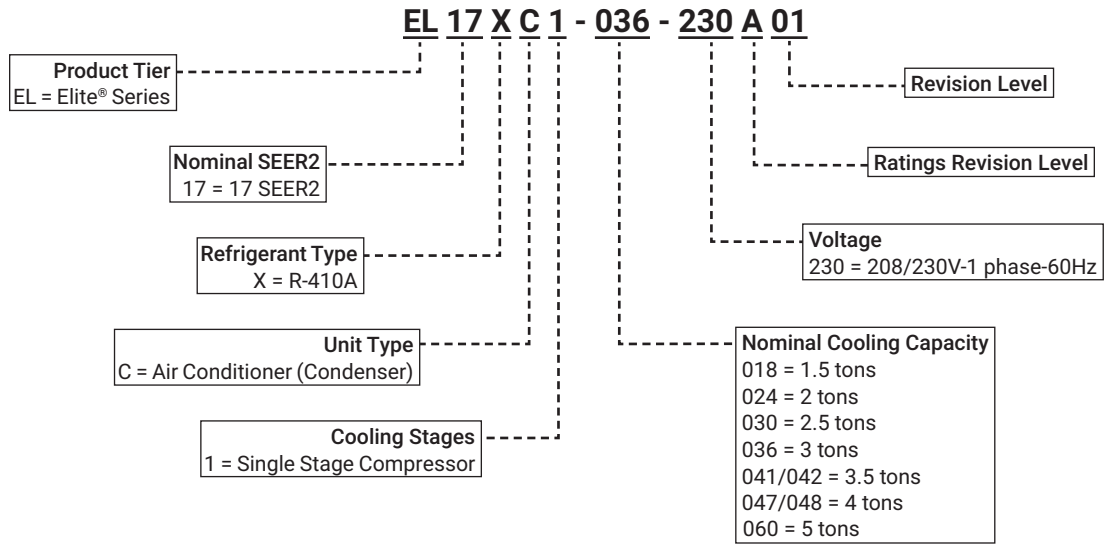 EL 17 X C 1 - 036 - 230 A 01
Product Tier
EL = Elite® Series
Revision Level
Nominal SEER2
17 = 17 SEER2
Ratings Revision Level
Refrigerant Type
X = R-410A
Voltage
230 = 208/230V-1 phase-60Hz
Unit Type
C = Air Conditioner (Condenser)
Cooling Stages
1 = Single Stage Compressor
Nominal Cooling Capacity
018 = 1.5 tons
024 = 2 tons
030 = 2.5 tons
036 = 3 tons
041/042 = 3.5 tons
047/048 = 4 tons
060 = 5 tons